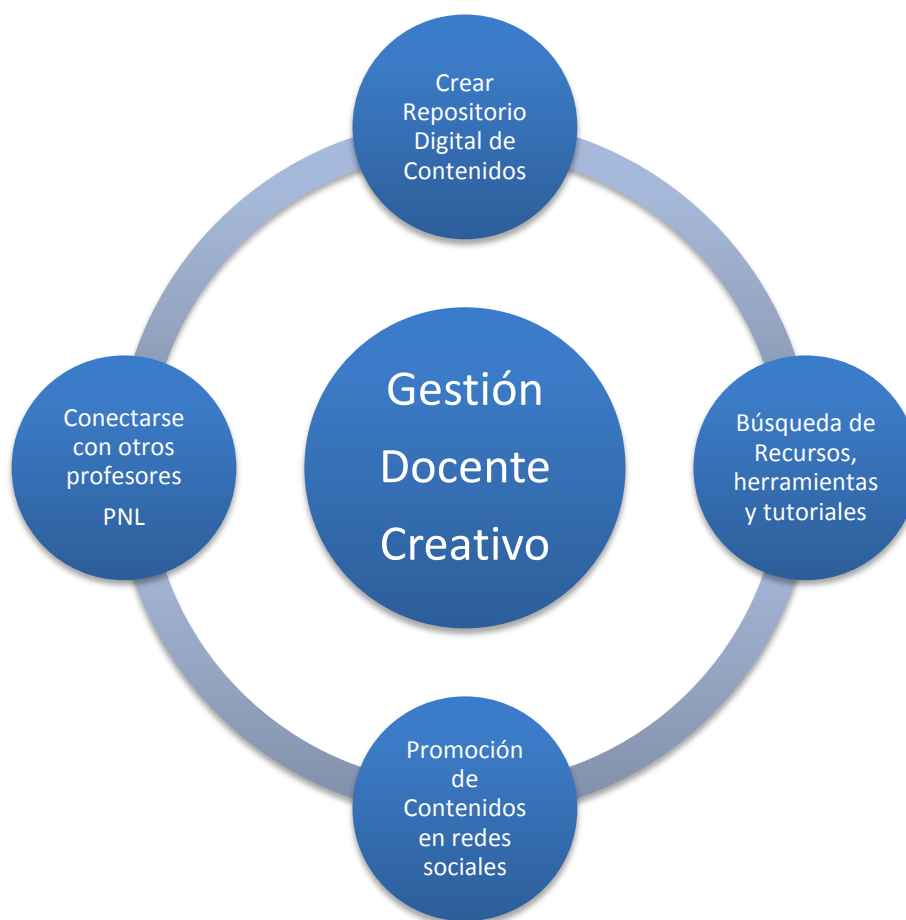 Crear
Repositorio
Digital de
Contenidos
Gestión
Docente
Creativo
Conectarse
con otros
profesores
PNL
Búsqueda de
Recursos,
herramientas
y tutoriales
Promoción
de
Contenidos
en redes
sociales